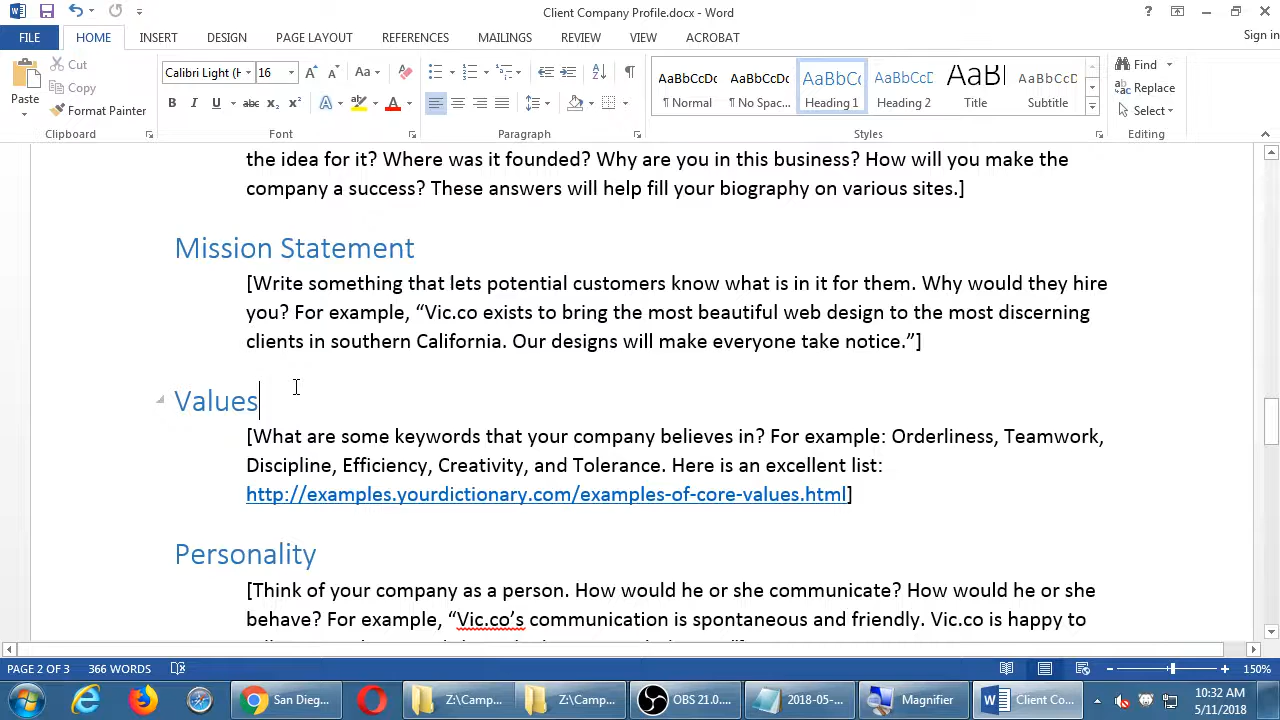 Client Company Profile.docx - Word
Sign in
FILE HOME INSERT DESIGN PAGE LAYOUT REFERENCES MAILINGS REVIEW VIEW ACROBAT
Paste
Cut
Copy
Format Painter
Clipboard
Calibri Light (H 16
Font
Paragraph
AaBbCcDc AaBbCcDc AaBbCc AaBbCcD AaB AaBbCcD
¶ Normal ¶ No Spac... Heading 1 Heading 2 Title Subtitle
Styles
Find
Replace
Select
Editing
the idea for it? Where was it founded? Why are you in this business? How will you make the
company a success? These answers will help fill your biography on various sites.]
Mission Statement
[Write something that lets potential customers know what is in it for them. Why would they hire
you? For example, “Vic.co exists to bring the most beautiful web design to the most discerning
clients in southern California. Our designs will make everyone take notice.”]
Values
[What are some keywords that your company believes in? For example: Orderliness, Teamwork,
Discipline, Efficiency, Creativity, and Tolerance. Here is an excellent list:
http://examples.yourdictionary.com/examples-of-core-values.html]
Personality
[Think of your company as a person. How would he or she communicate? How would he or she
behave? For example, “Vic.co’s communication is spontaneous and friendly. Vic.co is happy to
PAGE 2 OF 3 366 WORDS 150%
San Dieg... Z:\Camp... Z:\Comp... OBS 21.0... 2018-05-... Magnifier Client Co...
10:32 AM
5/11/2018